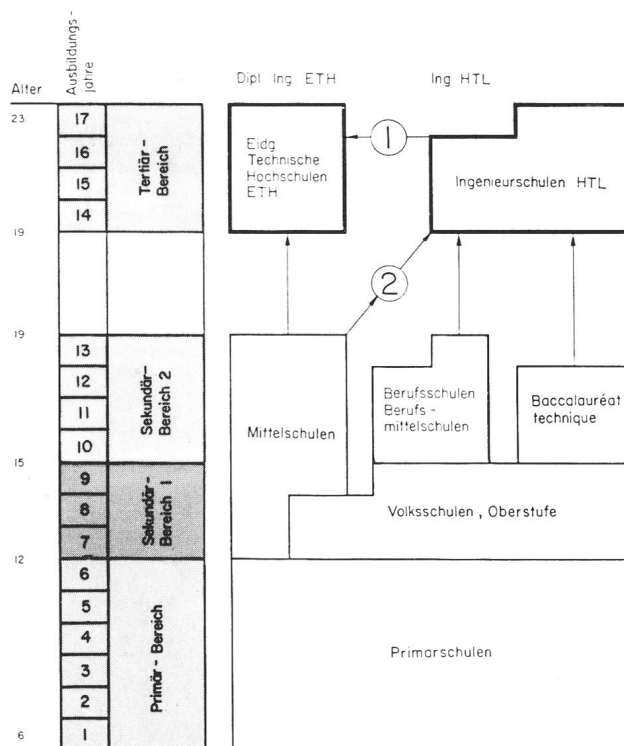 Alter
Ausbildungs-
jahre
Dipl Ing ETH
Ing HTL
23
17
16
15
14
Tertiär-
Bereich
Eidg
Technische
Hochschulen
ETH
1
Ingenieurschulen HTL
19
2
19
13
12
11
10
Sekundär-
Bereich 2
Mittelschulen
Berufsschulen
Berufs-
mittelschulen
Baccalauréat
technique
15
9
8
7
Sekundär-
Bereich 1
Volksschulen, Oberstufe
12
6
5
4
3
2
1
Primär-Bereich
Primarschulen
6